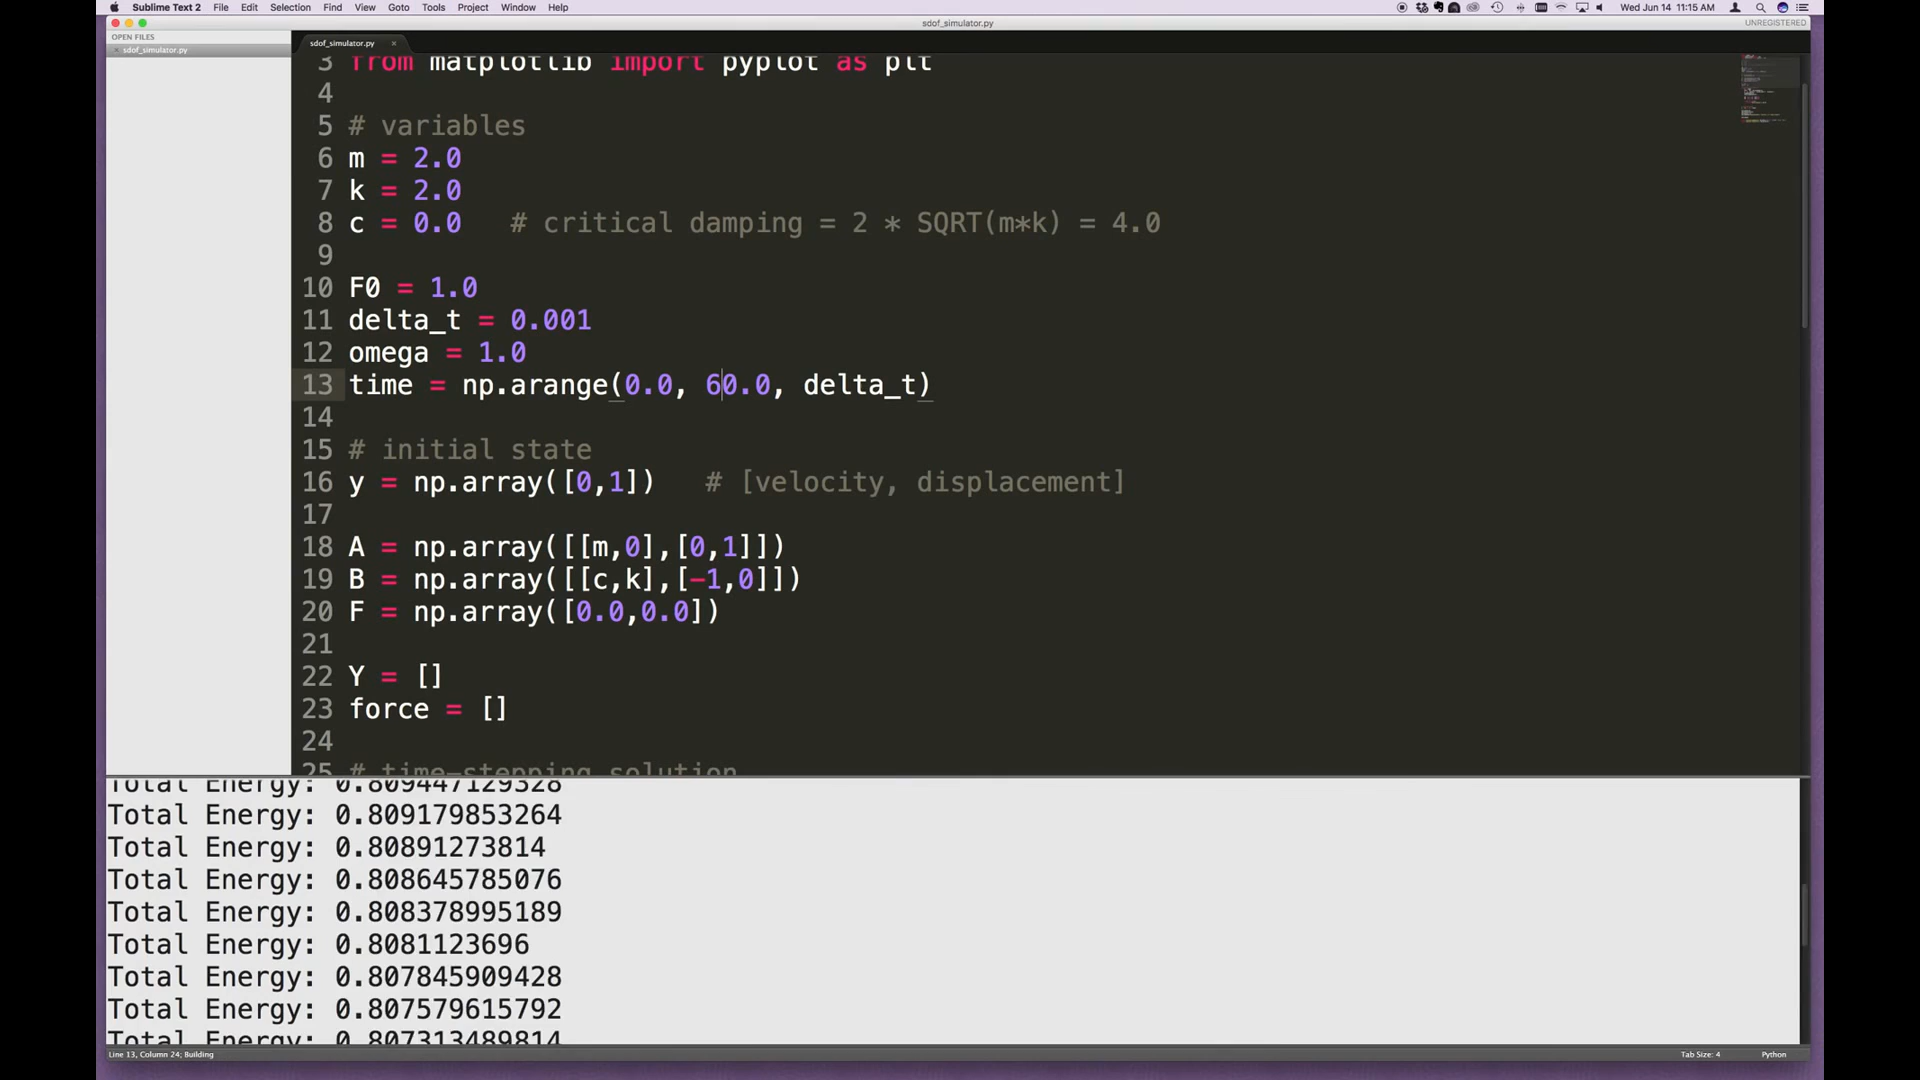 Sublime Text 2 File Edit Selection Find View Goto Tools Project Window Help Wed Jun 14 11:15 AM
sdof_simulator.py UNREGISTERED
OPEN FILES
sdof_simulator.py
sdof_simulator.py
3 from matplotlib import pyplot as plt
4
5 # variables
6 m = 2.0
7 k = 2.0
8 c = 0.0 # critical damping = 2 * SQRT(m*k) = 4.0
9
10 F0 = 1.0
11 delta_t = 0.001
12 omega = 1.0
13 time = np.arange(0.0, 60.0, delta_t)
14
15 # initial state
16 y = np.array([0,1]) # [velocity, displacement]
17
18 A = np.array([[m,0],[0,1]])
19 B = np.array([[c,k],[-1,0]])
20 F = np.array([0.0,0.0])
21
22 Y = []
23 force = []
24
25 # time-stepping solution
Total Energy: 0.809447129328
Total Energy: 0.809179853264
Total Energy: 0.80891273814
Total Energy: 0.808645785076
Total Energy: 0.808378995189
Total Energy: 0.8081123696
Total Energy: 0.807845909428
Total Energy: 0.807579615792
Total Energy: 0.807313489814
Line 13, Column 24; Building Tab Size: 4 Python